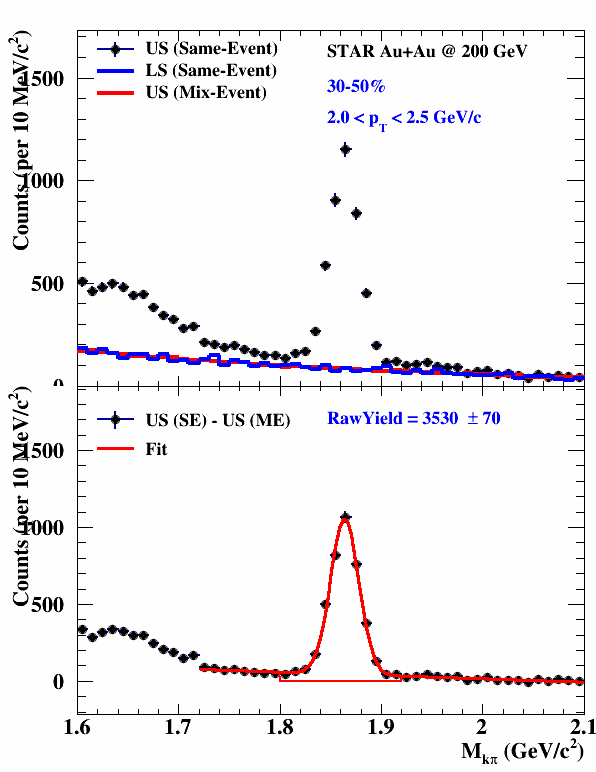 US (Same-Event)
LS (Same-Event)
US (Mix-Event)
STAR Au+Au @ 200 GeV
30-50%
2.0 < pT < 2.5 GeV/c
Counts (per 10 MeV/c²)
1500
1000
500
0
US (SE) - US (ME)
Fit
RawYield = 3530 ± 70
Counts (per 10 MeV/c²)
1500
1000
500
0
1.6 1.7 1.8 1.9 2 2.1
Mkπ (GeV/c²)